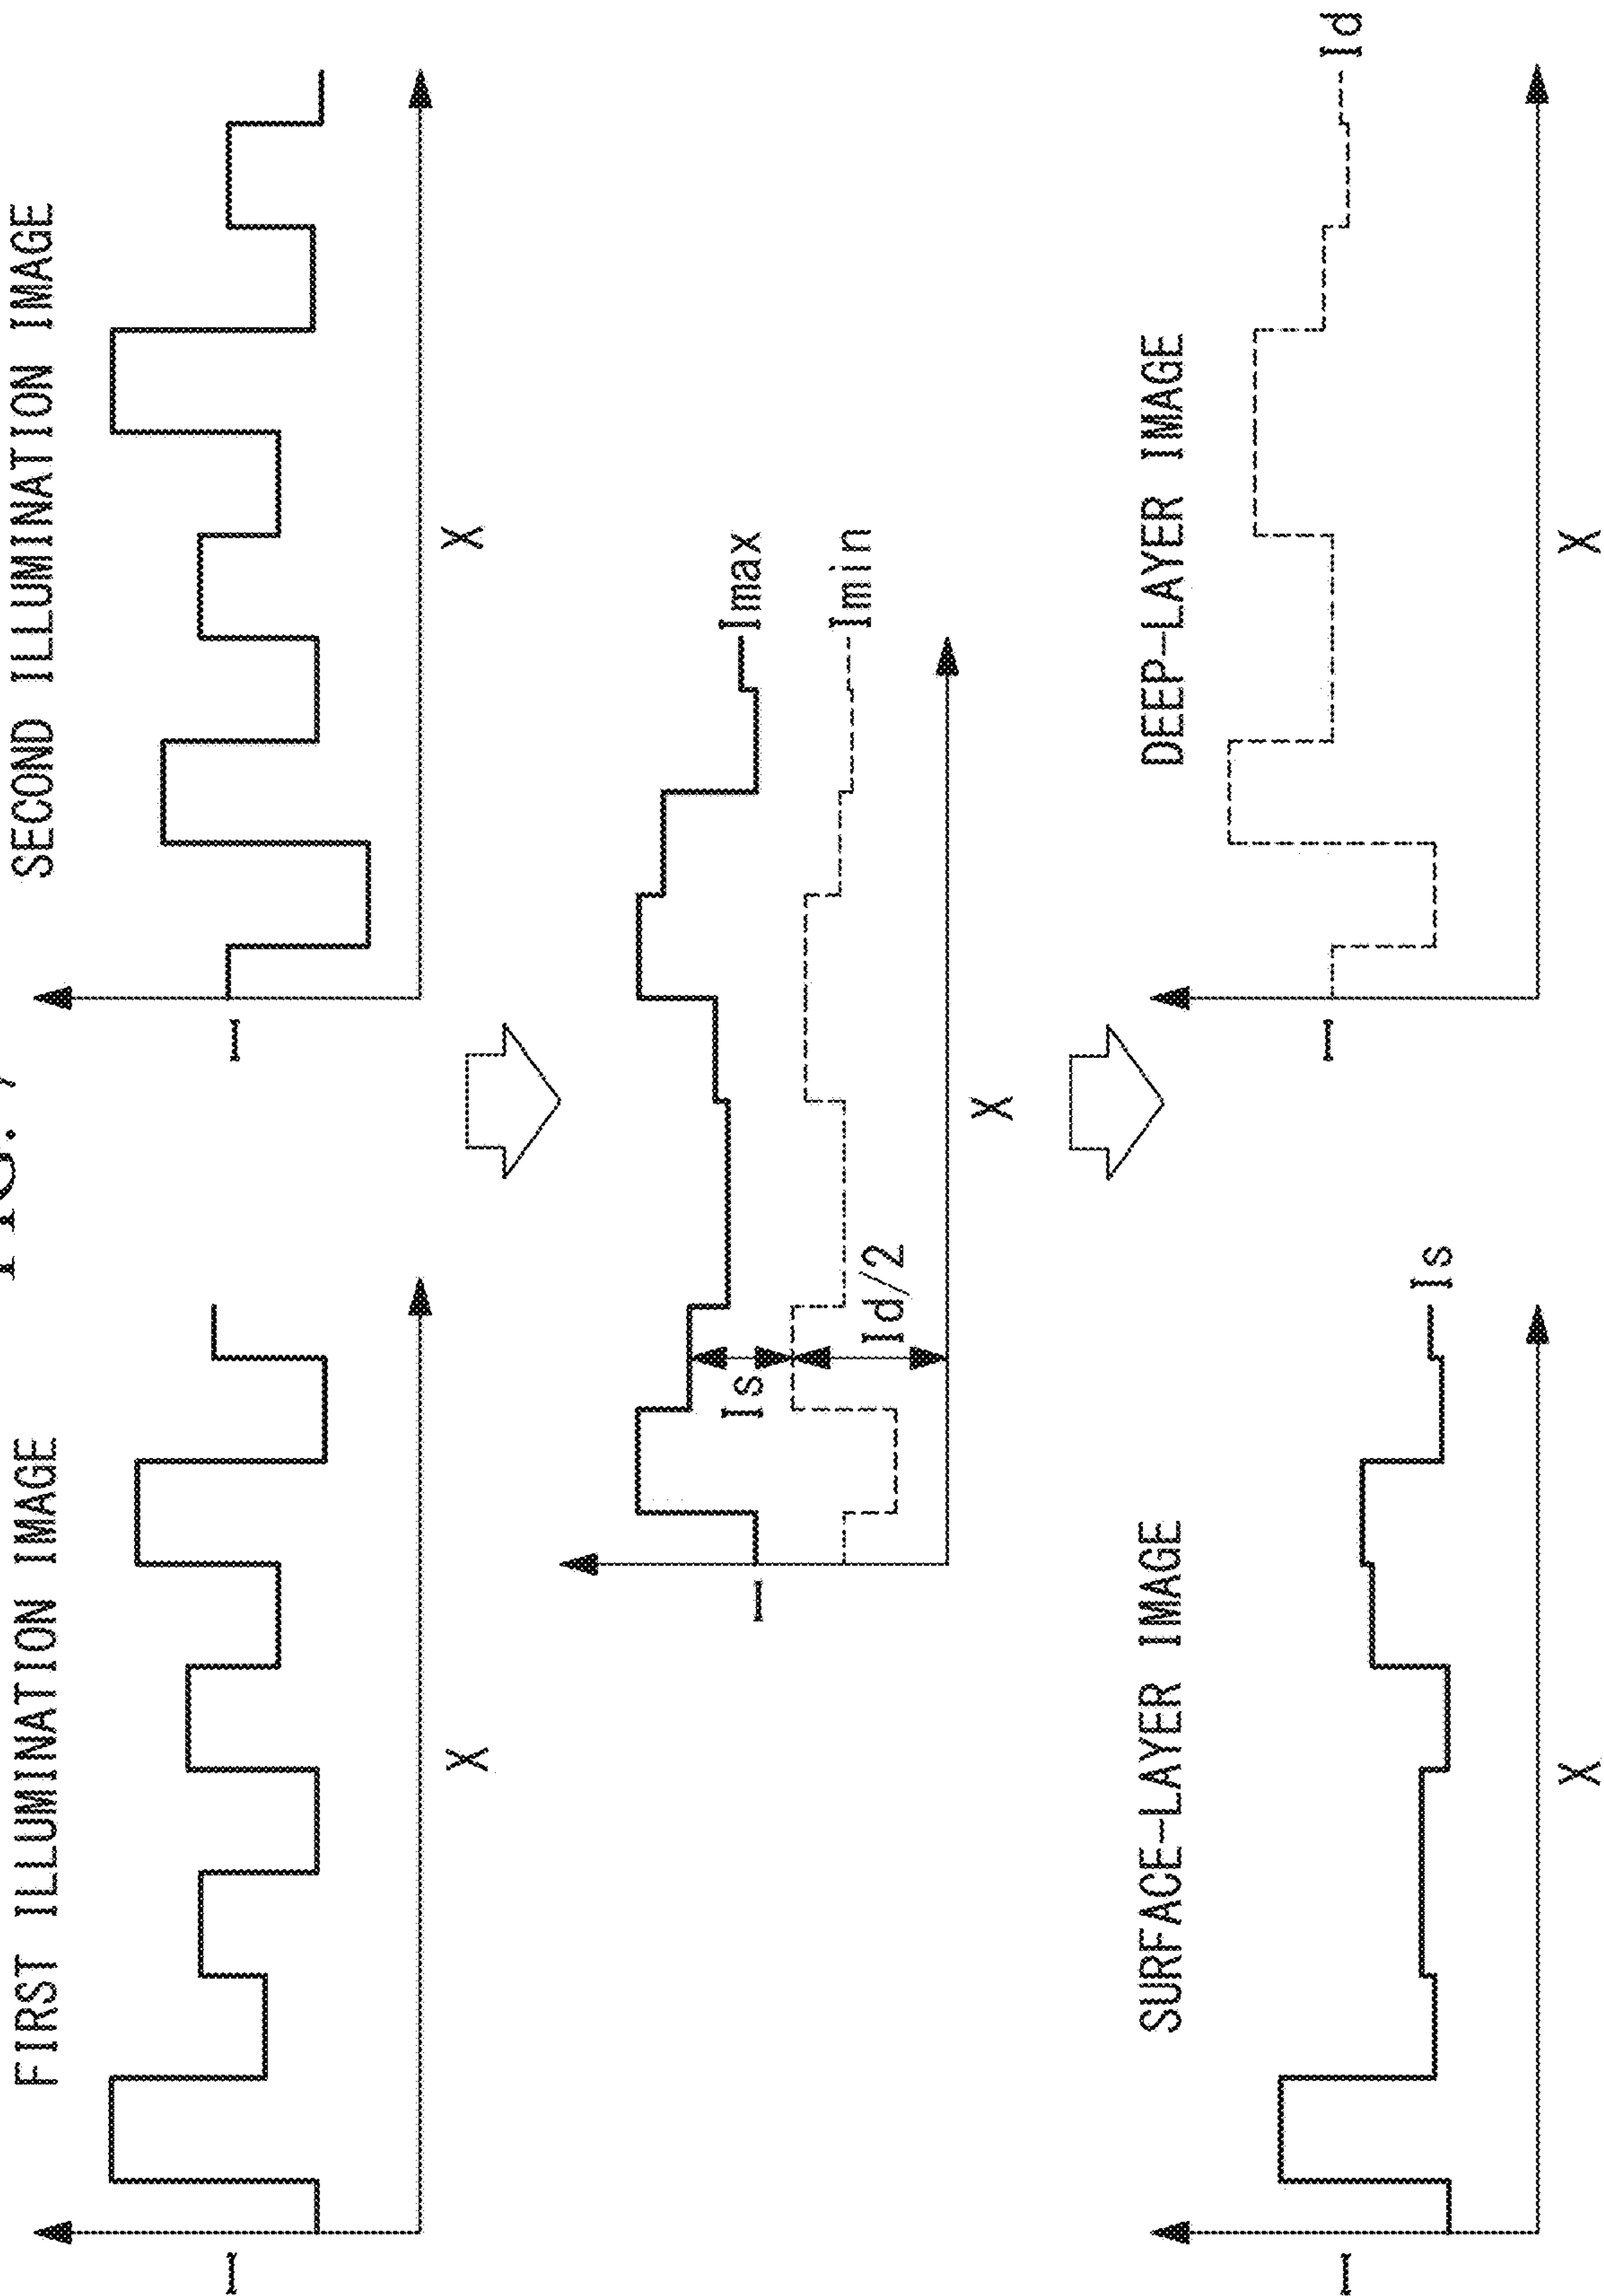 FIG.
FIRST ILLUMINATION IMAGE
SECOND ILLUMINATION IMAGE
I
I
X
X
Imax
I
Is
Imin
Id/2
X
SURFACE-LAYER IMAGE
DEEP-LAYER IMAGE
I
Is
I
Id
X
X